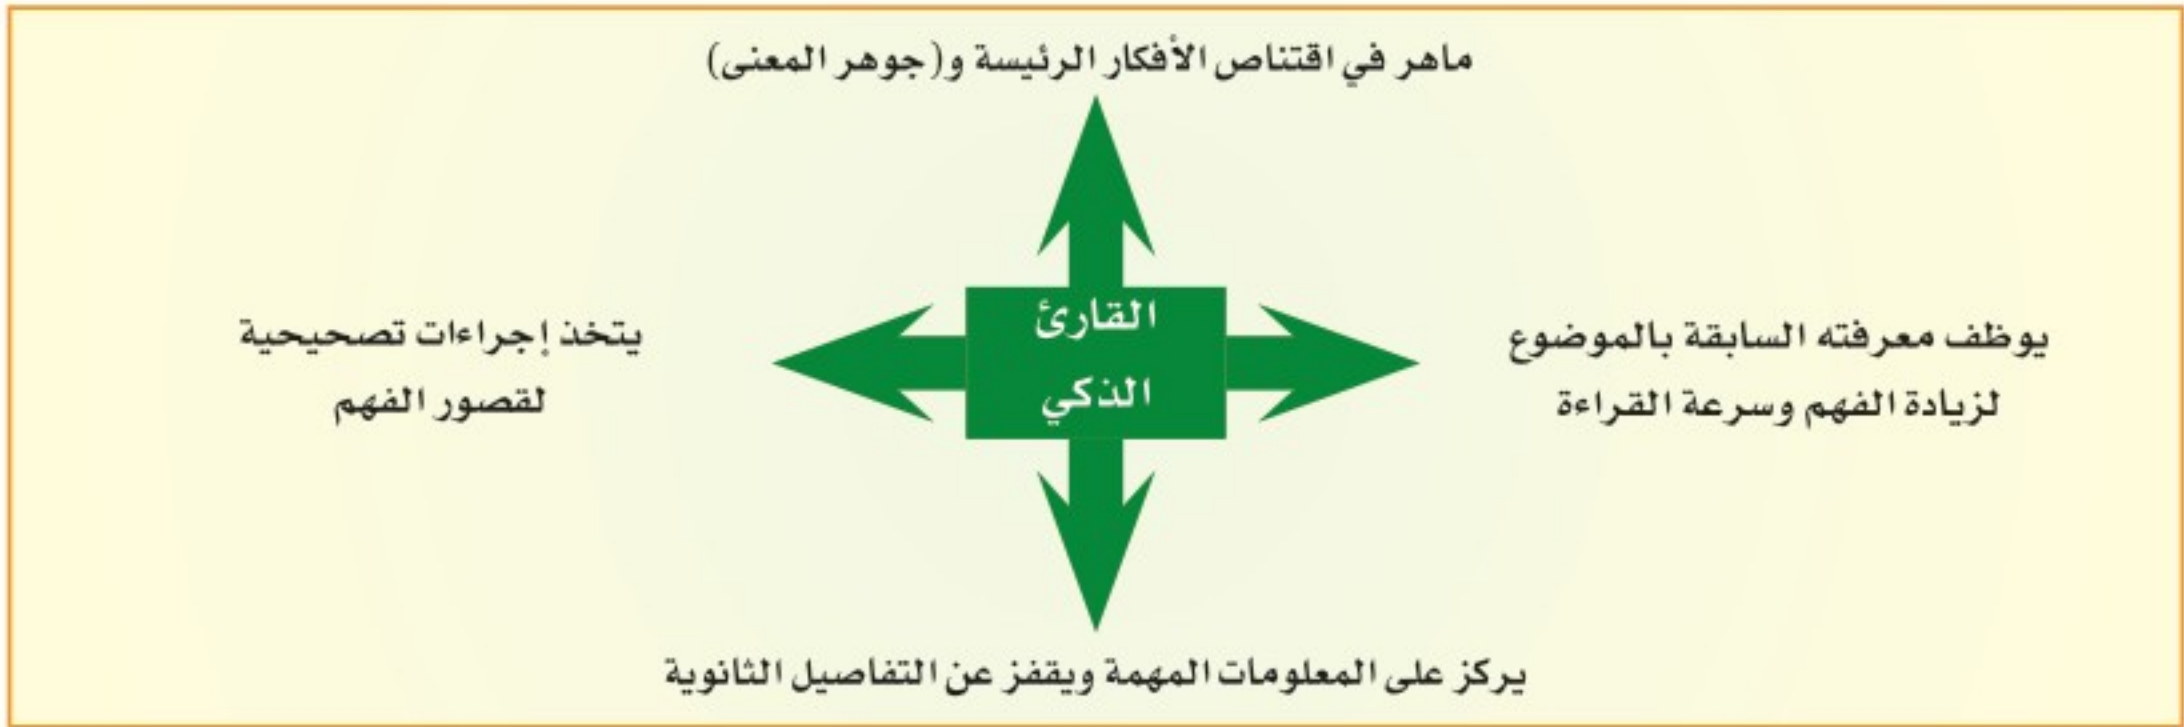 ماهر في اقتناص الأفكار الرئيسة و(جوهر المعنى)
القارئ
الذكي
يوظف معرفته السابقة بالموضوع
لزيادة الفهم وسرعة القراءة
يتخذ إجراءات تصحيحية
لقصور الفهم
يركز على المعلومات المهمة ويقفز عن التفاصيل الثانوية